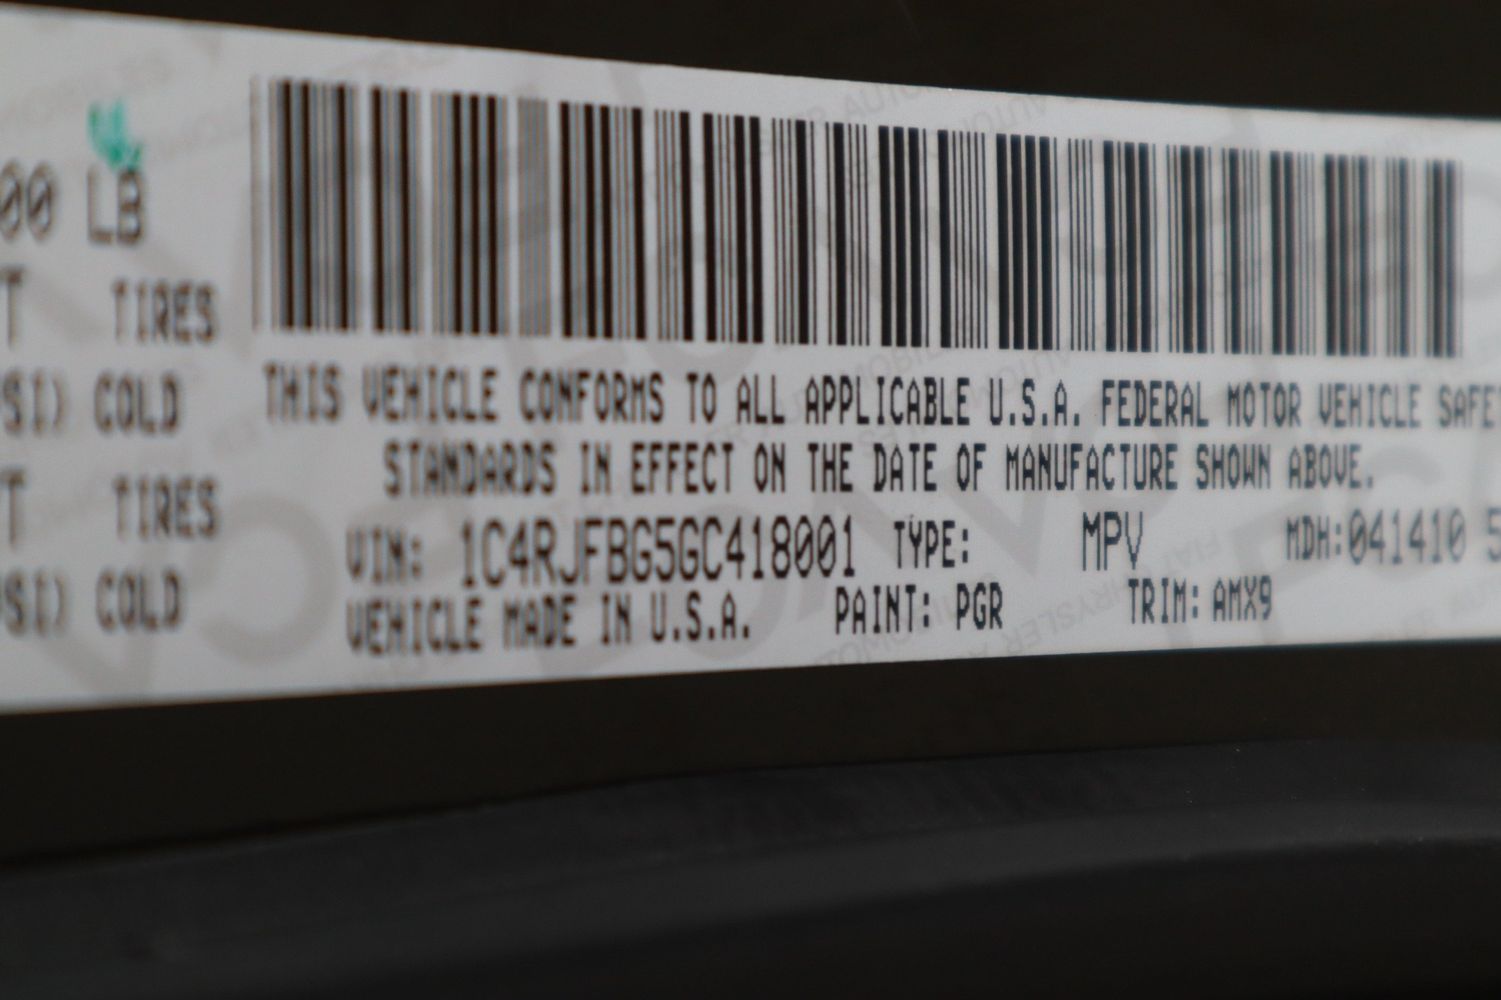 00 LB
T TIRES
SI) COLD
T TIRES
SI) COLD
THIS VEHICLE CONFORMS TO ALL APPLICABLE U.S.A. FEDERAL MOTOR VEHICLE SAFE
STANDARDS IN EFFECT ON THE DATE OF MANUFACTURE SHOWN ABOVE.
VIN: 1C4RJFBG5GC418001 TYPE: MPV MDH:041410 5
VEHICLE MADE IN U.S.A. PAINT: PGR TRIM: AMX9